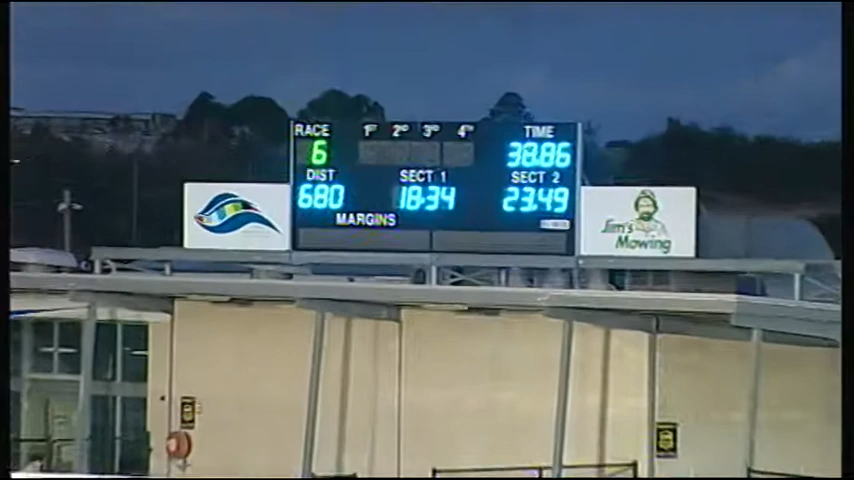 RACE 1ST 2ND 3RD 4TH TIME
6 38.86
DIST SECT 1 SECT 2
680 18.34 23.49
MARGINS
Jim's
Mowing